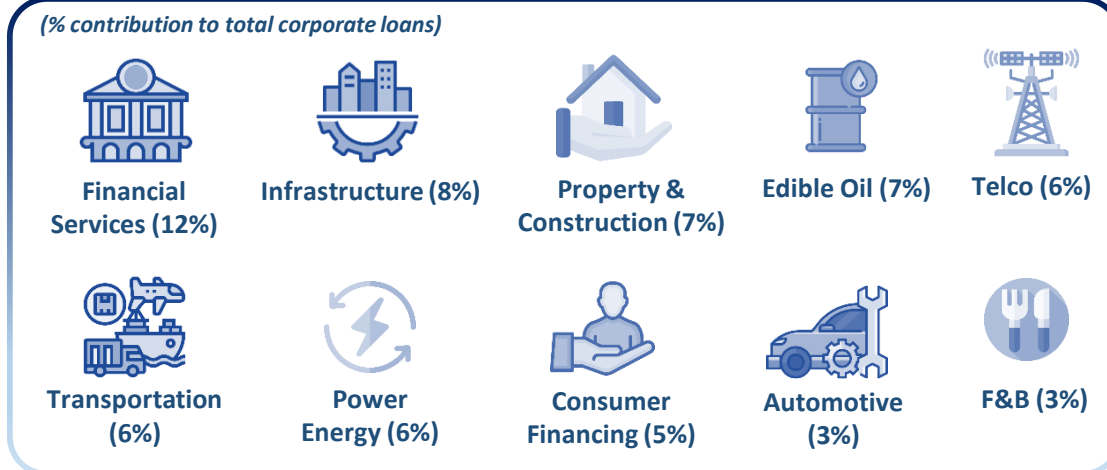 (% contribution to total corporate loans)
Financial
Services (12%)
Infrastructure (8%)
Property &
Construction (7%)
Edible Oil (7%)
Telco (6%)
Transportation
(6%)
Power
Energy (6%)
Consumer
Financing (5%)
Automotive
(3%)
F&B (3%)